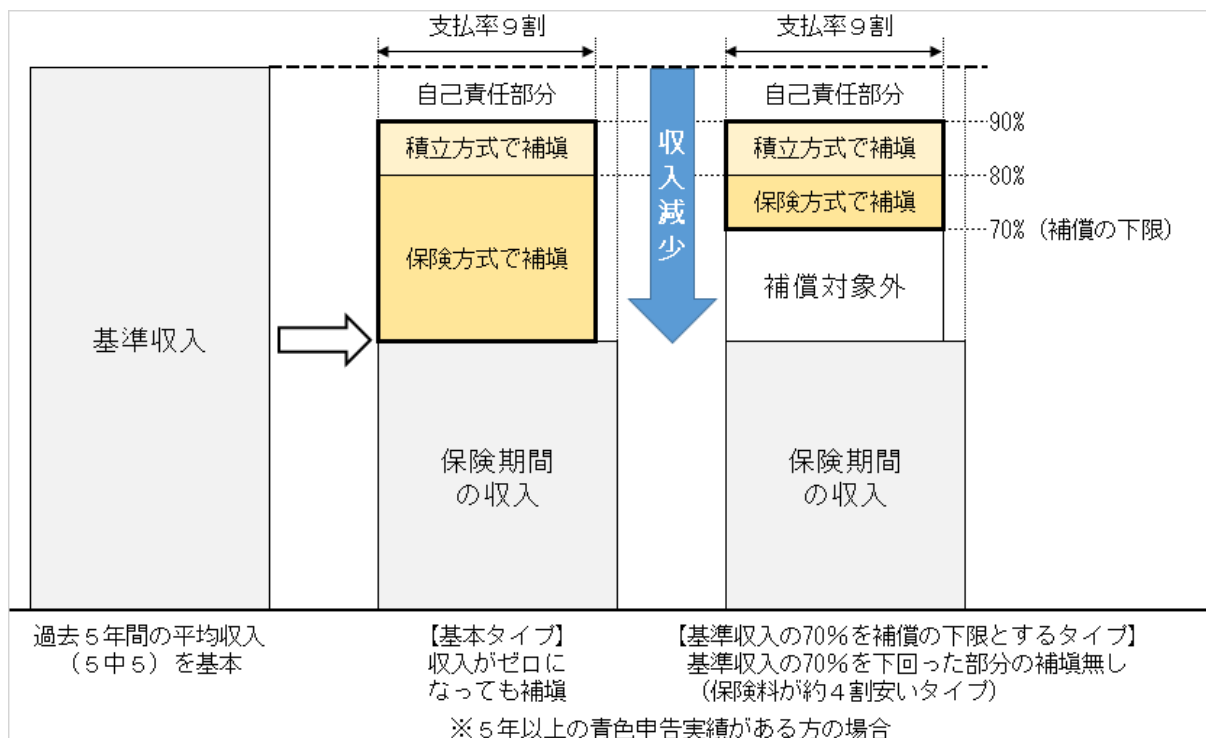 支払率９割
支払率９割
自己責任部分
自己責任部分
90%
積立方式で補填
積立方式で補填
80%
保険方式で補填
保険方式で補填
70%（補償の下限）
収入減少
補償対象外
基準収入
保険期間
の収入
保険期間
の収入
過去５年間の平均収入
（５中５）を基本
【基本タイプ】
収入がゼロに
なっても補填
【基準収入の70%を補償の下限とするタイプ】
基準収入の70%を下回った部分の補填無し
（保険料が約４割安いタイプ）
※５年以上の青色申告実績がある方の場合